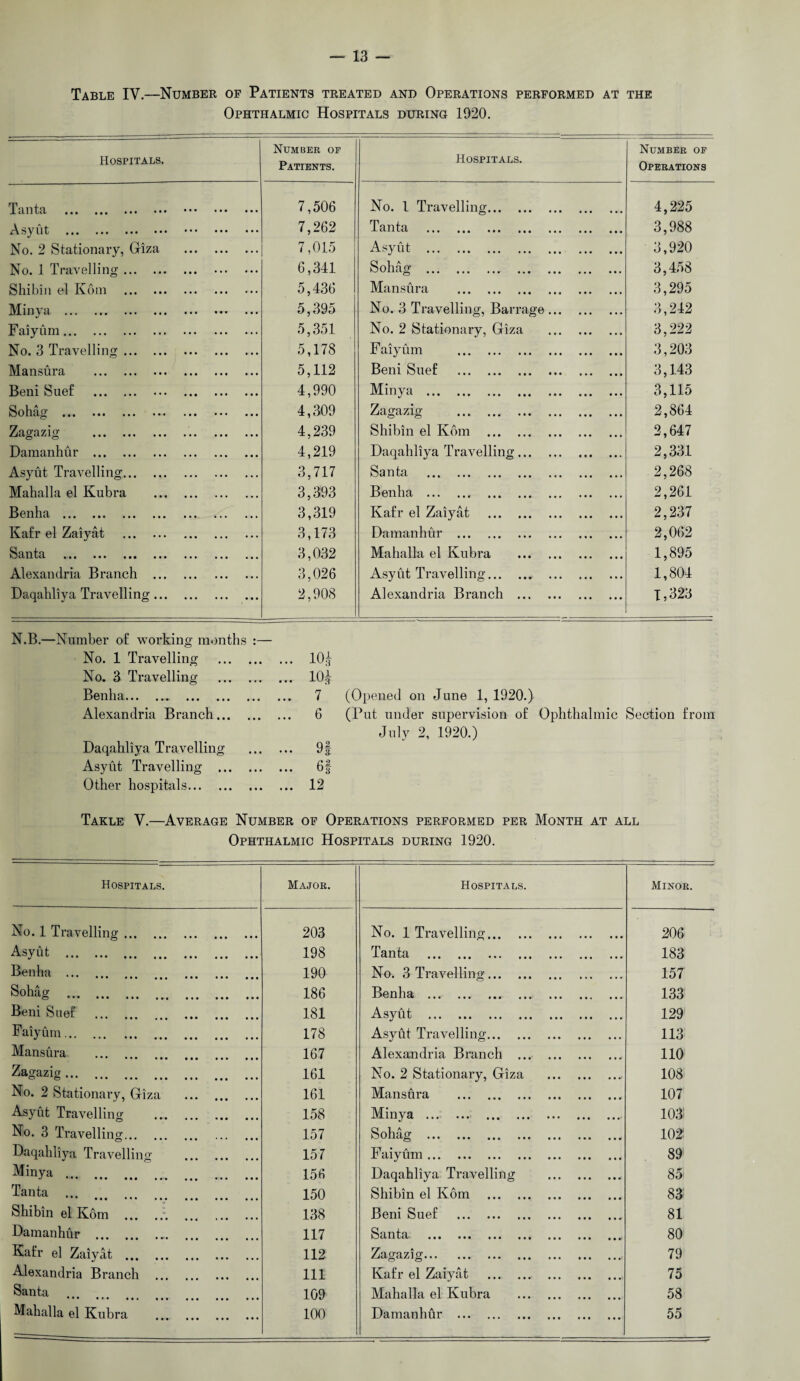 — 13 —
Table IV.—Number of Patients treated and Operations performed at the
Ophthalmic Hospitals during 1920.
Hospitals. Number of Patients. Hospitals. Number of Operations
Tanta ... 7,506 No. 1 Travelling... 4,225
Asyût ... 7,262 Tanta ... 3,988
No. 2 Stationary, Gîza ... 7,015 Asyût ... 3,920
No. 1 Travelling ... 6,341 Sohâg ... 3,458
Shibîn el Kôm ... 5,436 Mansûra ... 3,295
Minya ... 5,395 No. 3 Travelling, Barrage ... 3,242
Faiyûm ... 5,351 No. 2 Stationary, Gîza ... 3,222
No. 3 Travelling ... 5,178 Faiyûm ... 3,203
Mansûra ... 5,112 Beni Suef ... 3,143
Beni Suef ... 4,990 Minya ... 3,115
Sohâg ... 4,309 Zagazig ... 2,864
Zagazig ... 4,239 Shibîn el Kôm ... 2,647
Damanhûr ... 4,219 Daqahlîya Travelling ... 2,331
Asyût Travelling... 3,717 Santa ... 2,268
Mahalla el Kubra ... 3,393 Benha ... 2,261
Benha ... 3,319 Kafr el Zaiyât ... 2,237
Kafr el Zaiyât ... 3,173 Damanhûr ... 2,062
Santa ... 3,032 Mahalla el Kubra ... 1,895
Alexandria Branch ... 3,026 Asyût Travelling... 1,804
Daqahlîya Travelling ... 2,908 Alexandria Branch ... 1,323
N.B.—Number of working months :—
No. 1 Travelling ... 10⅓
No. 3 Travelling ... 10⅓
Benha... 7 (Opened on June 1, 1920.)
Alexandria Branch... 6 (Put under supervision of Ophthalmic Section from
July 2, 1920.)
Daqahlîya Travelling ... 9⅔
Asyût Travelling ... 6⅔
Other hospitals... 12
Takle V.—Average Number of Operations performed per Month at all
Ophthalmic Hospitals during 1920.
Hospitals. Major. Hospitals. Minor.
No. 1 Travelling ... 203 No. 1 Travelling... 206
Asyût ... 198 Tanta ... 183
Benha ... 190 No. 3 Travelling... 157
Sohâg ... 186 Benha ... 133
Beni Suef ... 181 Asyût ... 129
Faiyûm ... 178 Asyût Travelling... 113
Mansûra ... 167 Alexandria Branch ... 110
Zagazig ... 161 No. 2 Stationary, Gîza ... 108
No. 2 Stationary, Gîza ... 161 Mansûra ... 107
Asyût Travelling ... 158 Minya ... 103
No. 3 Travelling... 157 Sohâg ... 102
Daqahlîya Travelling ... 157 Faiyûm ... 89
Minya ... 156 Daqahlîya Travelling ... 85
Tanta ... 150 Shibîn el Kôm ... 83
Shibîn el Kôm ... 138 Beni Suef ... 81
Damanhûr ... 117 Santa ... 80
Kafr el Zaiyât ... 112 Zagazig... 79
Alexandria Branch ... 111 Kafr el Zaiyât ... 75
Santa ... 109 Mahalla el Kubra ... 58
Mahalla el Kubra ... 100 Damanhûr ... 55